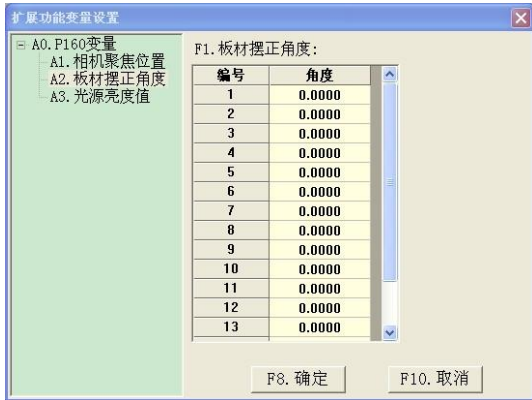 扩展功能变量设置
A0.P160变量
A1.相机聚焦位置
A2.板材摆正角度
A3.光源亮度值
F1.板材摆正角度:
编号 角度
1 0.0000
2 0.0000
3 0.0000
4 0.0000
5 0.0000
6 0.0000
7 0.0000
8 0.0000
9 0.0000
10 0.0000
11 0.0000
12 0.0000
13 0.0000
F8.确定 F10.取消